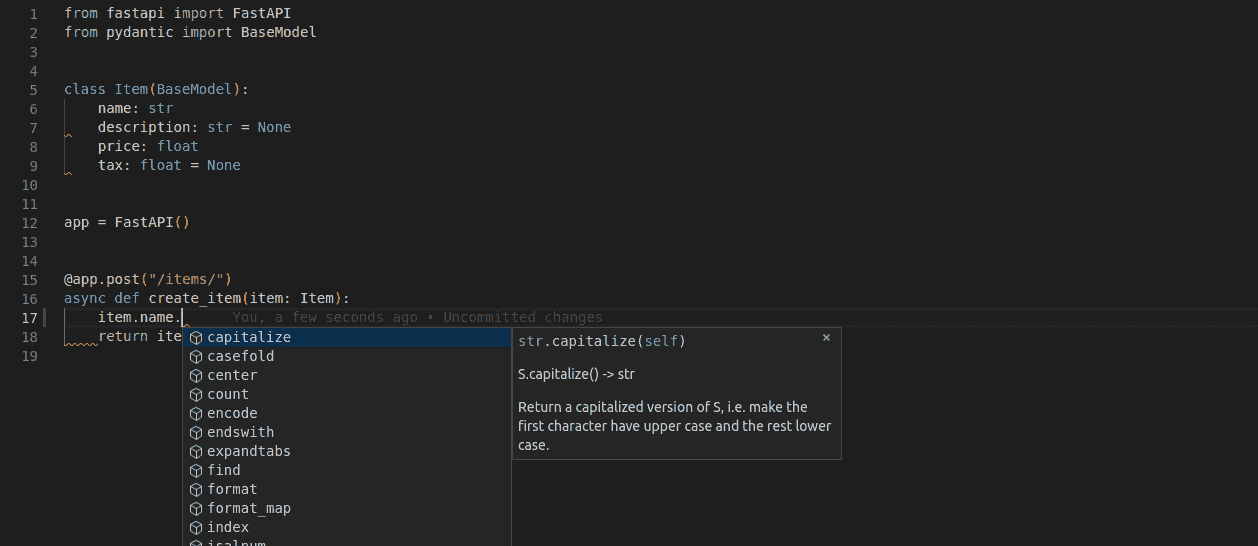 1 from fastapi import FastAPI
2 from pydantic import BaseModel
3
4
5 class Item(BaseModel):
6 name: str
7 description: str = None
8 price: float
9 tax: float = None
10
11
12 app = FastAPI()
13
14
15 @app.post("/items/")
16 async def create_item(item: Item):
17 item.name. You, a few seconds ago • Uncommitted changes
18 return ite
19
capitalize
casefold
center
count
encode
endswith
expandtabs
find
format
format_map
index
isalnum
str.capitalize(self) ×
S.capitalize() -> str
Return a capitalized version of S, i.e. make the
first character have upper case and the rest lower
case.